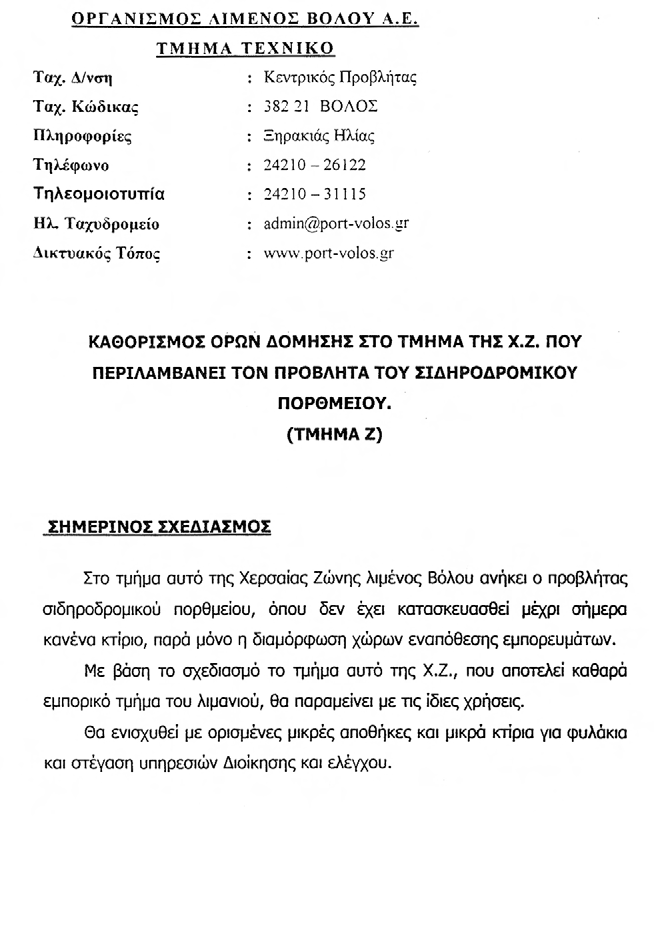 ΟΡΓΑΝΙΣΜΟΣ ΛΙΜΕΝΟΣ ΒΟΛΟΥ Α.Ε.
ΤΜΗΜΑ ΤΕΧΝΙΚΟ
Ταχ. Δ/νση : Κεντρικός Προβλήτας
Ταχ. Κώδικας : 382 21 ΒΟΛΟΣ
Πληροφορίες : Ξηρακιάς Ηλίας
Τηλέφωνο : 24210 – 26122
Τηλεομοιοτυπία : 24210 – 31115
Ηλ. Ταχυδρομείο : admin@port-volos.gr
Δικτυακός Τόπος : www.port-volos.gr
ΚΑΘΟΡΙΣΜΟΣ ΟΡΩΝ ΔΟΜΗΣΗΣ ΣΤΟ ΤΜΗΜΑ ΤΗΣ Χ.Ζ. ΠΟΥ
ΠΕΡΙΛΑΜΒΑΝΕΙ ΤΟΝ ΠΡΟΒΛΗΤΑ ΤΟΥ ΣΙΔΗΡΟΔΡΟΜΙΚΟΥ
ΠΟΡΘΜΕΙΟΥ.
(ΤΜΗΜΑ Ζ)
ΣΗΜΕΡΙΝΟΣ ΣΧΕΔΙΑΣΜΟΣ
Στο τμήμα αυτό της Χερσαίας Ζώνης λιμένος Βόλου ανήκει ο προβλήτας
σιδηροδρομικού πορθμείου, όπου δεν έχει κατασκευασθεί μέχρι σήμερα
κανένα κτίριο, παρά μόνο η διαμόρφωση χώρων εναπόθεσης εμπορευμάτων.
Με βάση το σχεδιασμό το τμήμα αυτό της Χ.Ζ., που αποτελεί καθαρά
εμπορικό τμήμα του λιμανιού, θα παραμείνει με τις ίδιες χρήσεις.
Θα ενισχυθεί με ορισμένες μικρές αποθήκες και μικρά κτίρια για φυλάκια
και στέγαση υπηρεσιών Διοίκησης και ελέγχου.